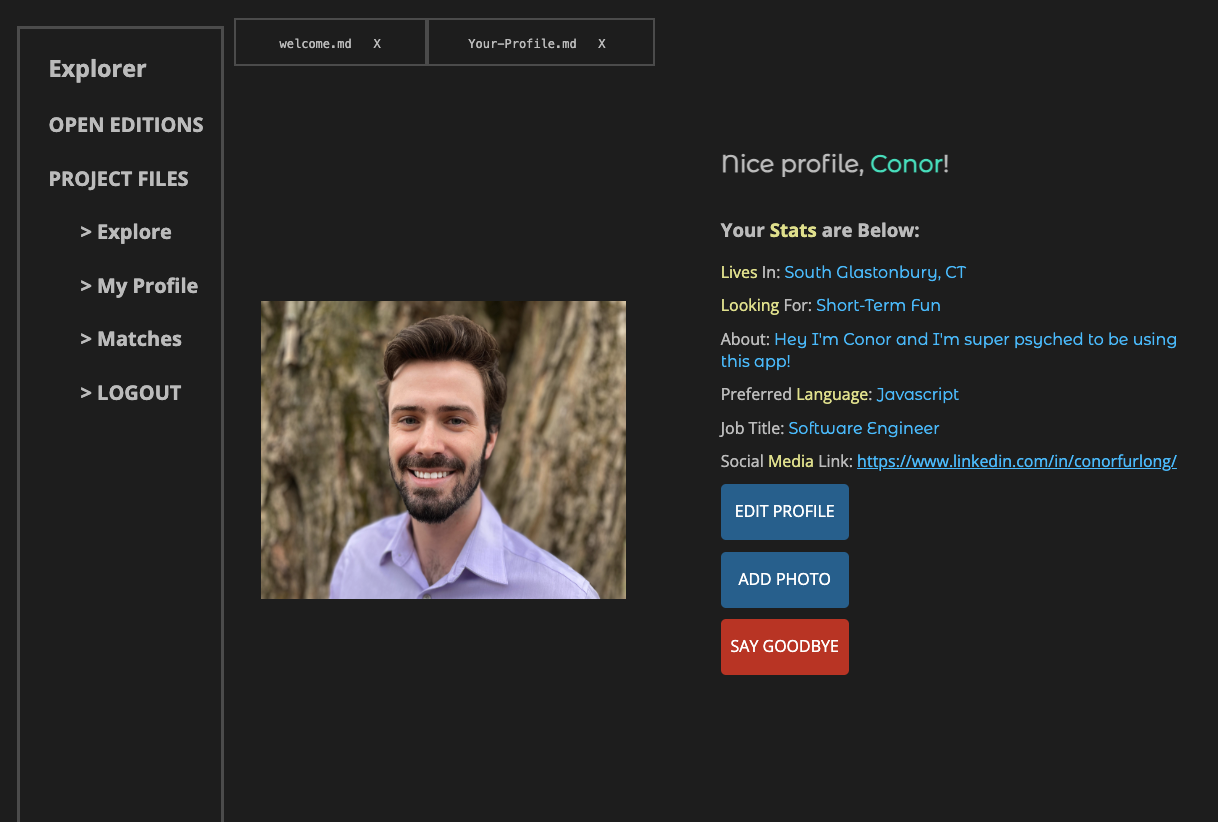 welcome.md X
Your-Profile.md X
Explorer
OPEN EDITIONS
PROJECT FILES
> Explore
> My Profile
> Matches
> LOGOUT
Nice profile, Conor!
Your Stats are Below:
Lives In: South Glastonbury, CT
Looking For: Short-Term Fun
About: Hey I'm Conor and I'm super psyched to be using
this app!
Preferred Language: Javascript
Job Title: Software Engineer
Social Media Link: https://www.linkedin.com/in/conorfurlong/
EDIT PROFILE
ADD PHOTO
SAY GOODBYE